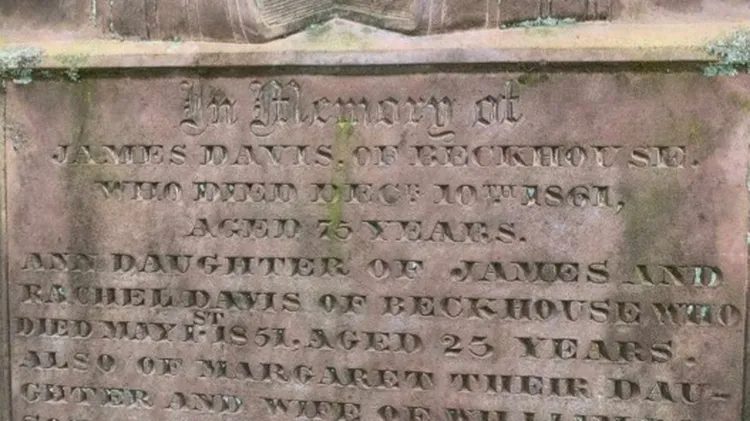 In Memory of
JAMES DAVIS. OF BECKHOUSE.
WHO DIED DECR. 10TH 1861,
AGED 75 YEARS.
ANN DAUGHTER OF JAMES AND
RACHEL DAVIS OF BECKHOUSE WHO
DIED MAY 1ST 1851. AGED 25 YEARS.
ALSO OF MARGARET THEIR DAU-
GHTER AND WIFE OF